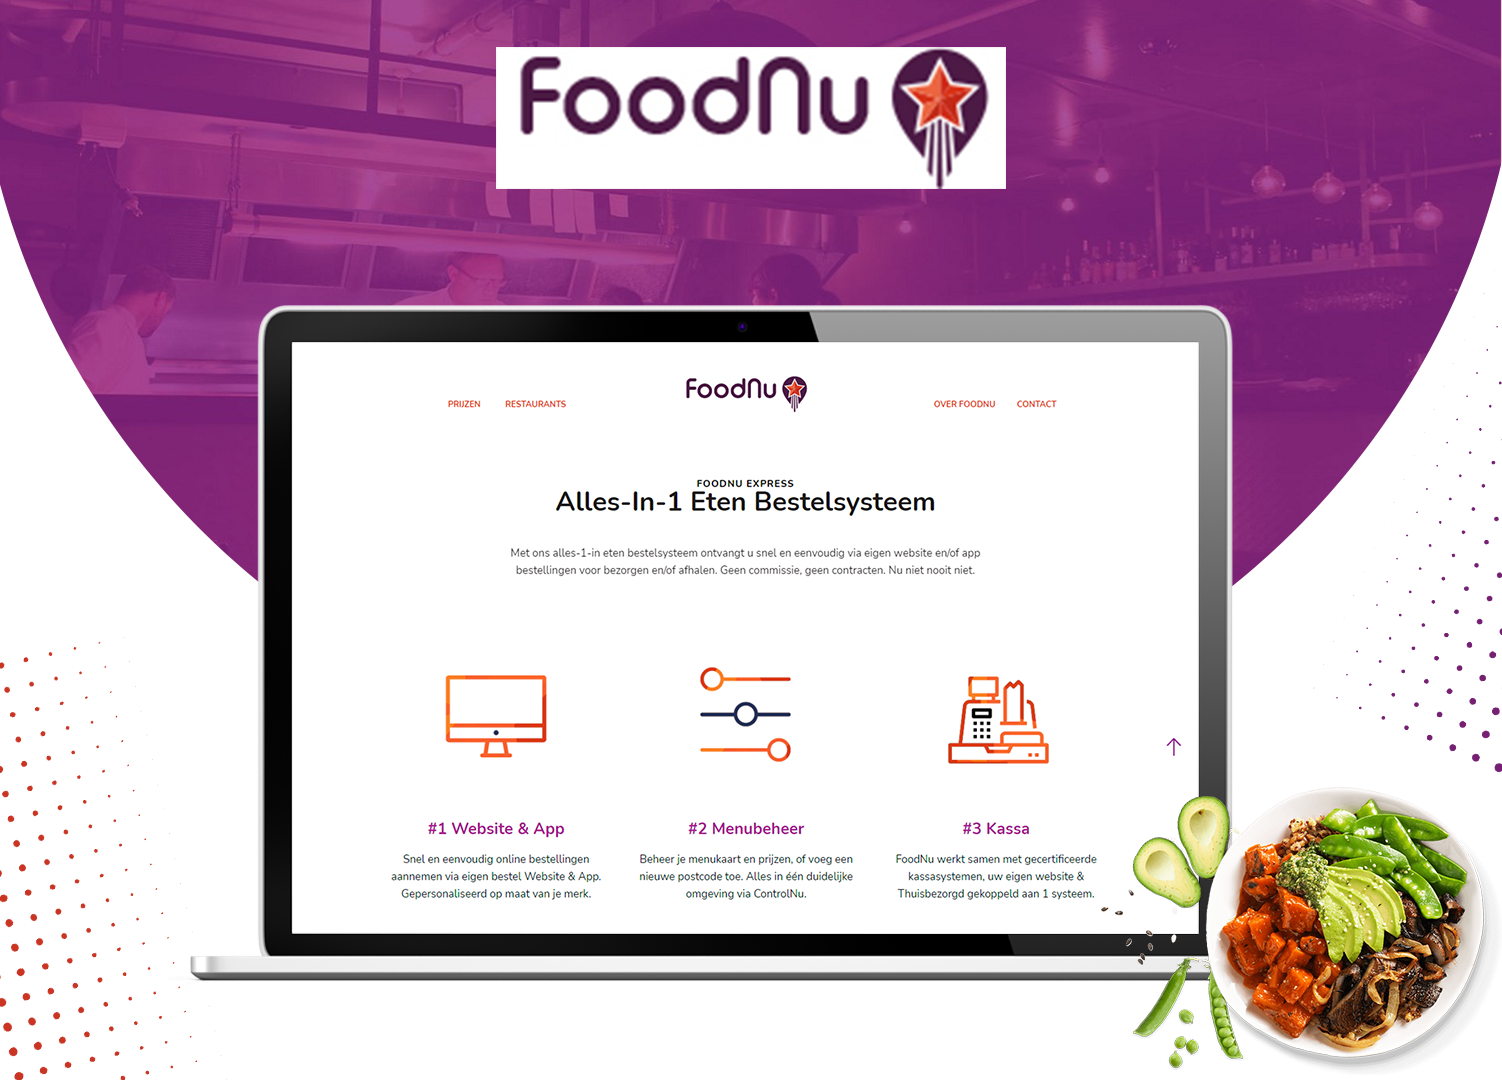 FoodNu
FoodNu
PRIJZEN RESTAURANTS OVER FOODNU CONTACT
FOODNU EXPRESS
Alles-In-1 Eten Bestelsysteem
Met ons alles-1-in eten bestelsysteem ontvangt u snel en eenvoudig via eigen website en/of app
bestellingen voor bezorgen en/of afhalen. Geen commissie, geen contracten. Nu niet nooit niet.
#1 Website & App
Snel en eenvoudig online bestellingen
aannemen via eigen bestel Website & App.
Gepersonaliseerd op maat van je merk.
#2 Menubeheer
Beheer je menukaart en prijzen, of voeg een
nieuwe postcode toe. Alles in één duidelijke
omgeving via ControlNu.
#3 Kassa
FoodNu werkt samen met gecertificeerde
kassasystemen, uw eigen website &
Thuisbezorgd gekoppeld aan 1 systeem.